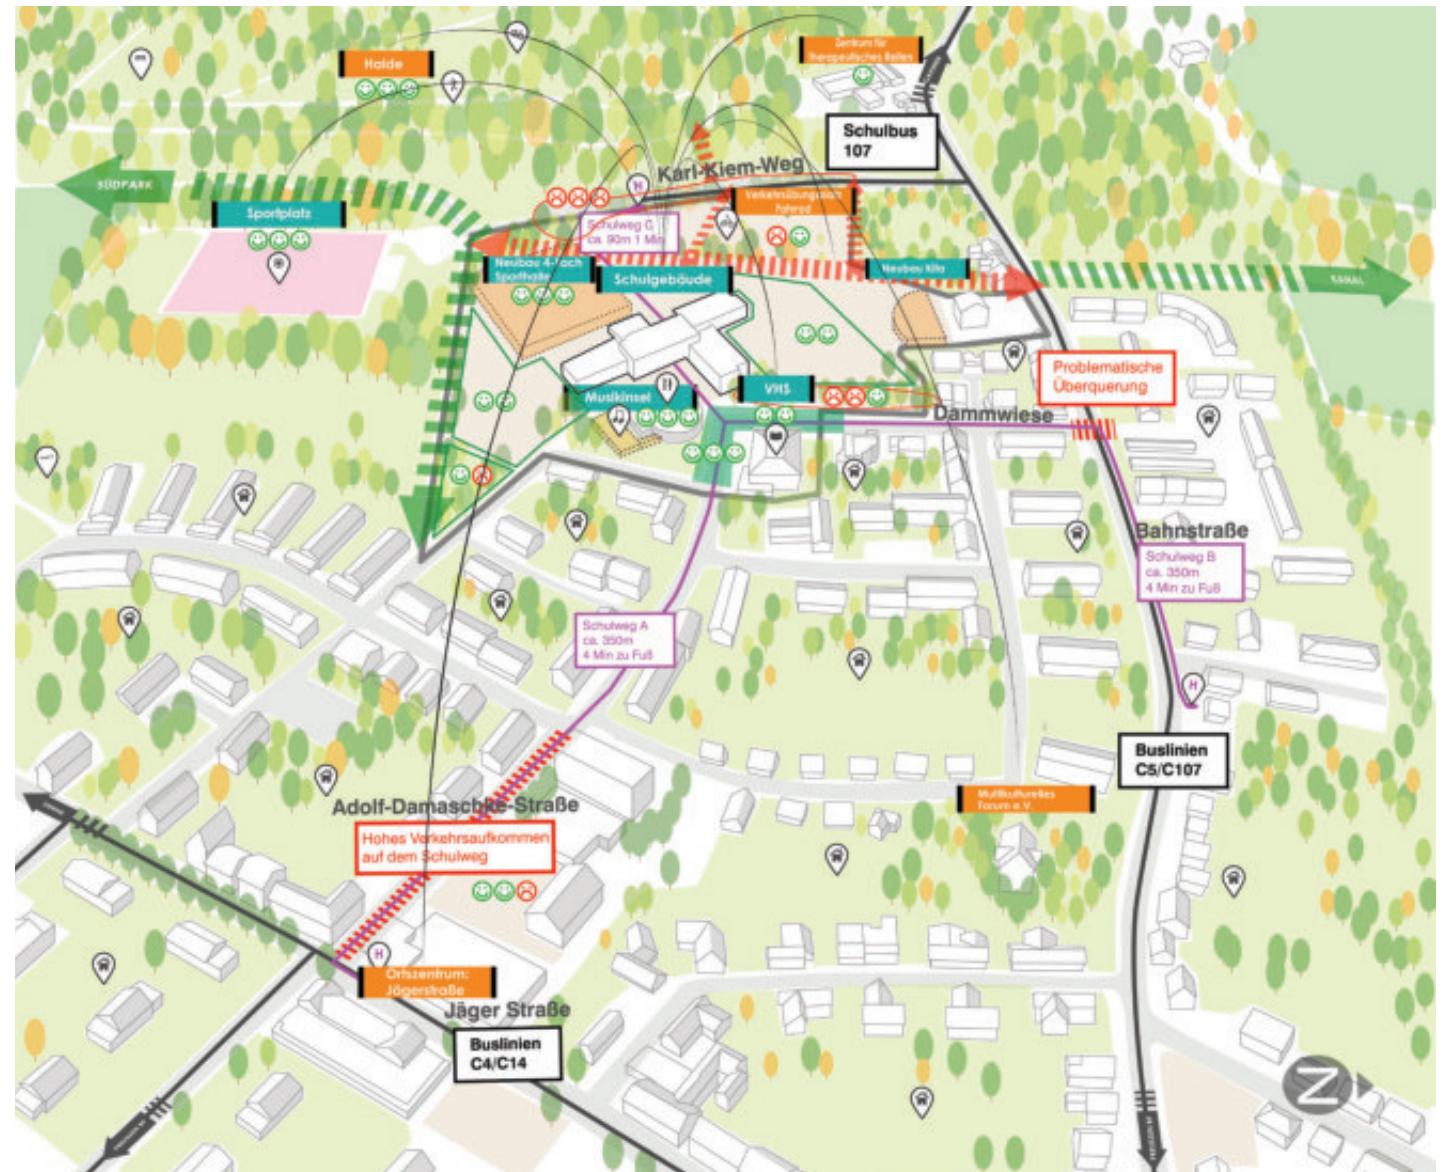 Halde
Zentrum für
therapeutisches Reiten
Schulbus
107
Karl-Kiem-Weg
SÜDPARK
Sportplatz
H
Verkehrsübungsplatz
Fahrrad
Schulweg C
ca. 90m 1 Min
Neubau 4-fach
Sporthalle
Schulgebäude
Neubau Kita
KANAL
Problematische
Überquerung
Musikinsel
VHS
Dammwiese
Bahnstraße
Schulweg B
ca. 350m
4 Min zu Fuß
Schulweg A
ca. 350m
4 Min zu Fuß
H
Buslinien
C5/C107
Multikulturelles
Forum e.V.
Adolf-Damaschke-Straße
Hohes Verkehrsaufkommen
auf dem Schulweg
H
Ortszentrum:
Jägerstraße
Jäger Straße
Buslinien
C4/C14
N